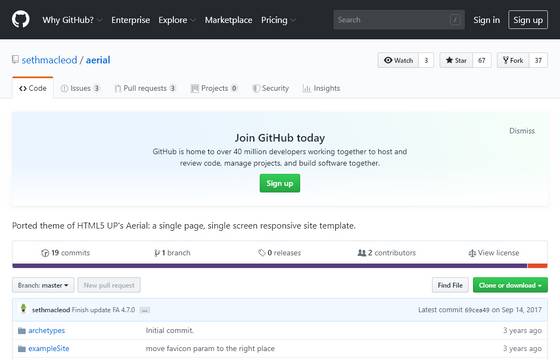 Why GitHub? Enterprise Explore Marketplace Pricing Search / Sign in Sign up
sethmacleod / aerial Watch 3 Star 67 Fork 37
Code Issues 3 Pull requests 3 Projects 0 Security Insights
Join GitHub today
Dismiss
GitHub is home to over 40 million developers working together to host and
review code, manage projects, and build software together.
Sign up
Ported theme of HTML5 UP's Aerial: a single page, single screen responsive site template.
19 commits 1 branch 0 releases 2 contributors View license
Branch: master New pull request Find File Clone or download
sethmacleod Finish update FA 4.7.0 ... Latest commit 69cea49 on Sep 14, 2017
archetypes Initial commit. 3 years ago
exampleSite move favicon param to the right place 3 years ago